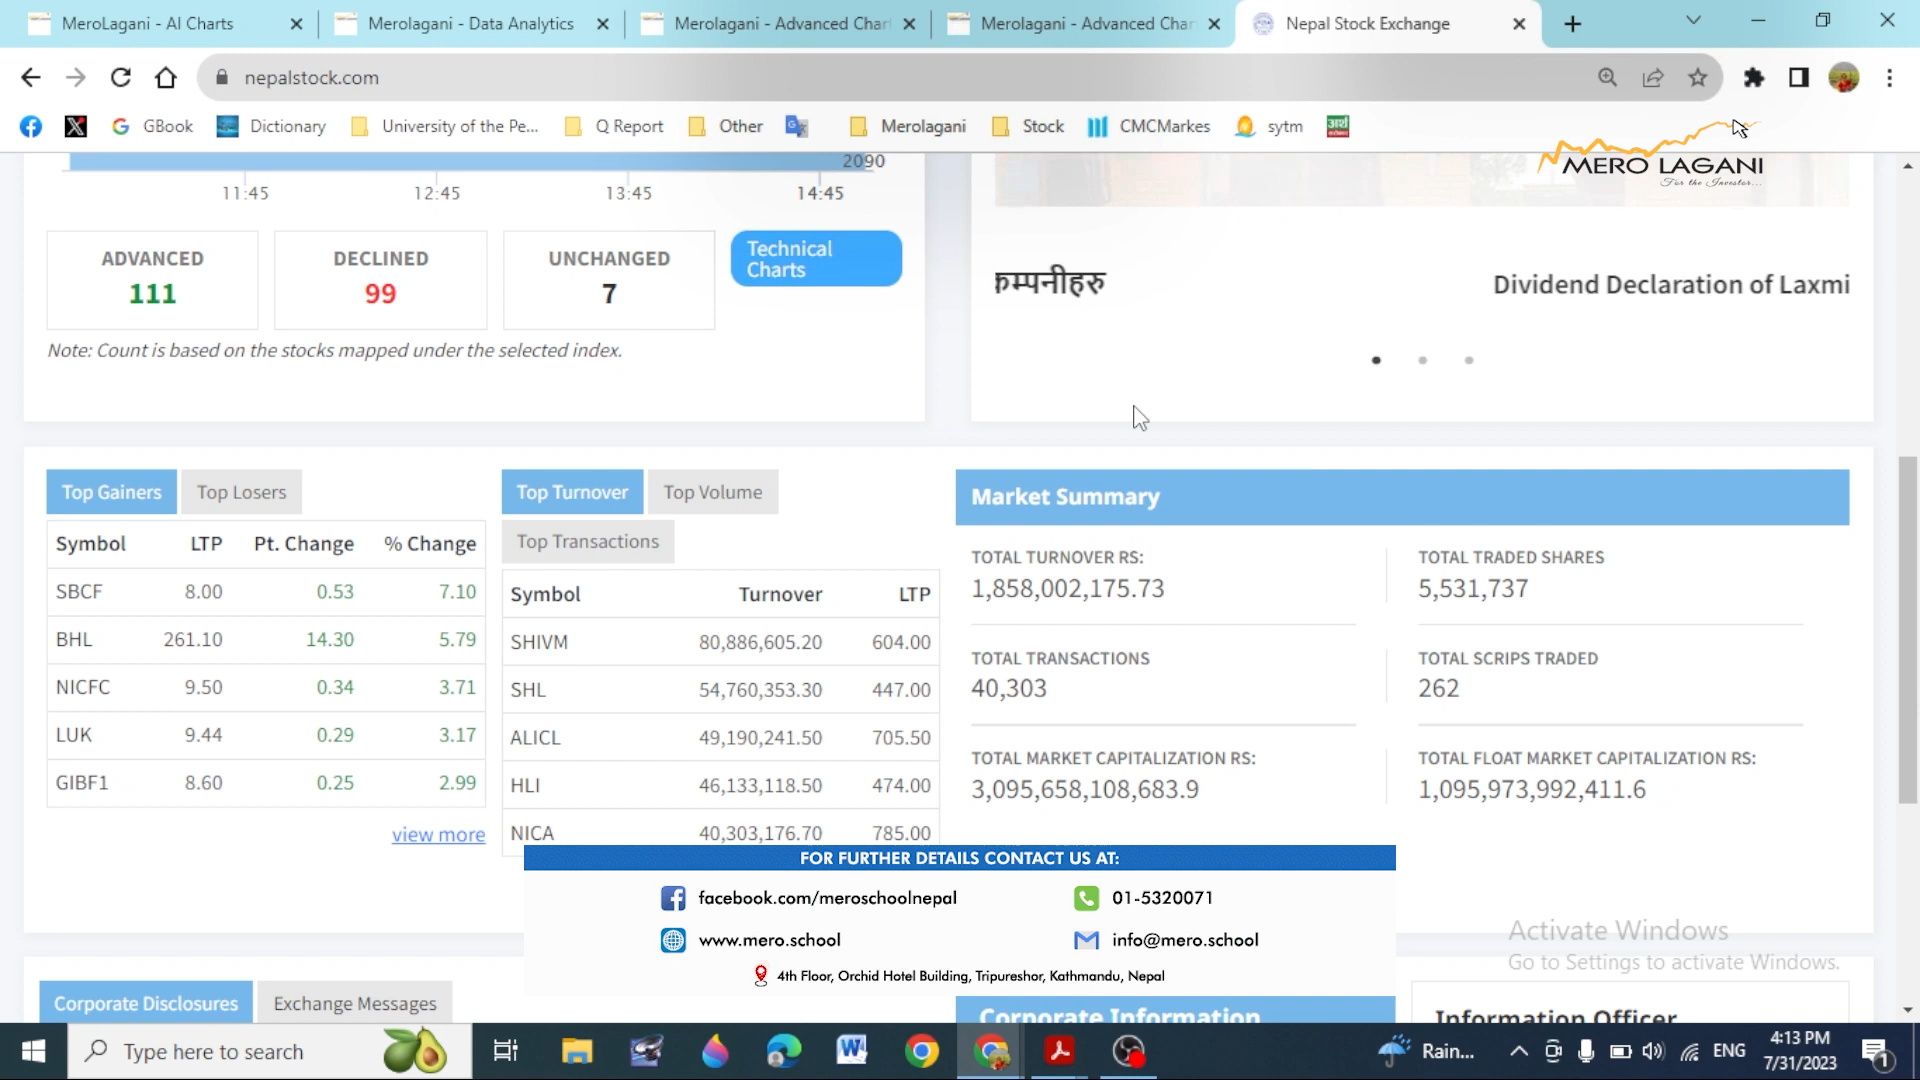 MeroLagani - AI Charts
Merolagani - Data Analytics
Merolagani - Advanced Char
Merolagani - Advanced Char
Nepal Stock Exchange
nepalstock.com
GBook
Dictionary
University of the Pe...
Q Report
Other
Merolagani
Stock
CMCMarkes
sytm
MERO LAGANI
For the Investor...
2090
11:45 12:45 13:45 14:45
ADVANCED
111
DECLINED
99
UNCHANGED
7
Technical
Charts
Note: Count is based on the stocks mapped under the selected index.
कम्पनीहरु
Dividend Declaration of Laxmi
Top Gainers Top Losers
Symbol LTP Pt. Change % Change
SBCF 8.00 0.53 7.10
BHL 261.10 14.30 5.79
NICFC 9.50 0.34 3.71
LUK 9.44 0.29 3.17
GIBF1 8.60 0.25 2.99
view more
Top Turnover Top Volume
Top Transactions
Symbol Turnover LTP
SHIVM 80,886,605.20 604.00
SHL 54,760,353.30 447.00
ALICL 49,190,241.50 705.50
HLI 46,133,118.50 474.00
NICA 40,303,176.70 785.00
Market Summary
TOTAL TURNOVER RS:
1,858,002,175.73
TOTAL TRADED SHARES
5,531,737
TOTAL TRANSACTIONS
40,303
TOTAL SCRIPS TRADED
262
TOTAL MARKET CAPITALIZATION RS:
3,095,658,108,683.9
TOTAL FLOAT MARKET CAPITALIZATION RS:
1,095,973,992,411.6
FOR FURTHER DETAILS CONTACT US AT:
facebook.com/meroschoolnepal
01-5320071
www.mero.school
info@mero.school
4th Floor, Orchid Hotel Building, Tripureshor, Kathmandu, Nepal
Activate Windows
Go to Settings to activate Windows.
Corporate Disclosures Exchange Messages
Corporate Information
Information Officer
Type here to search
Rain...
ENG
4:13 PM
7/31/2023
1